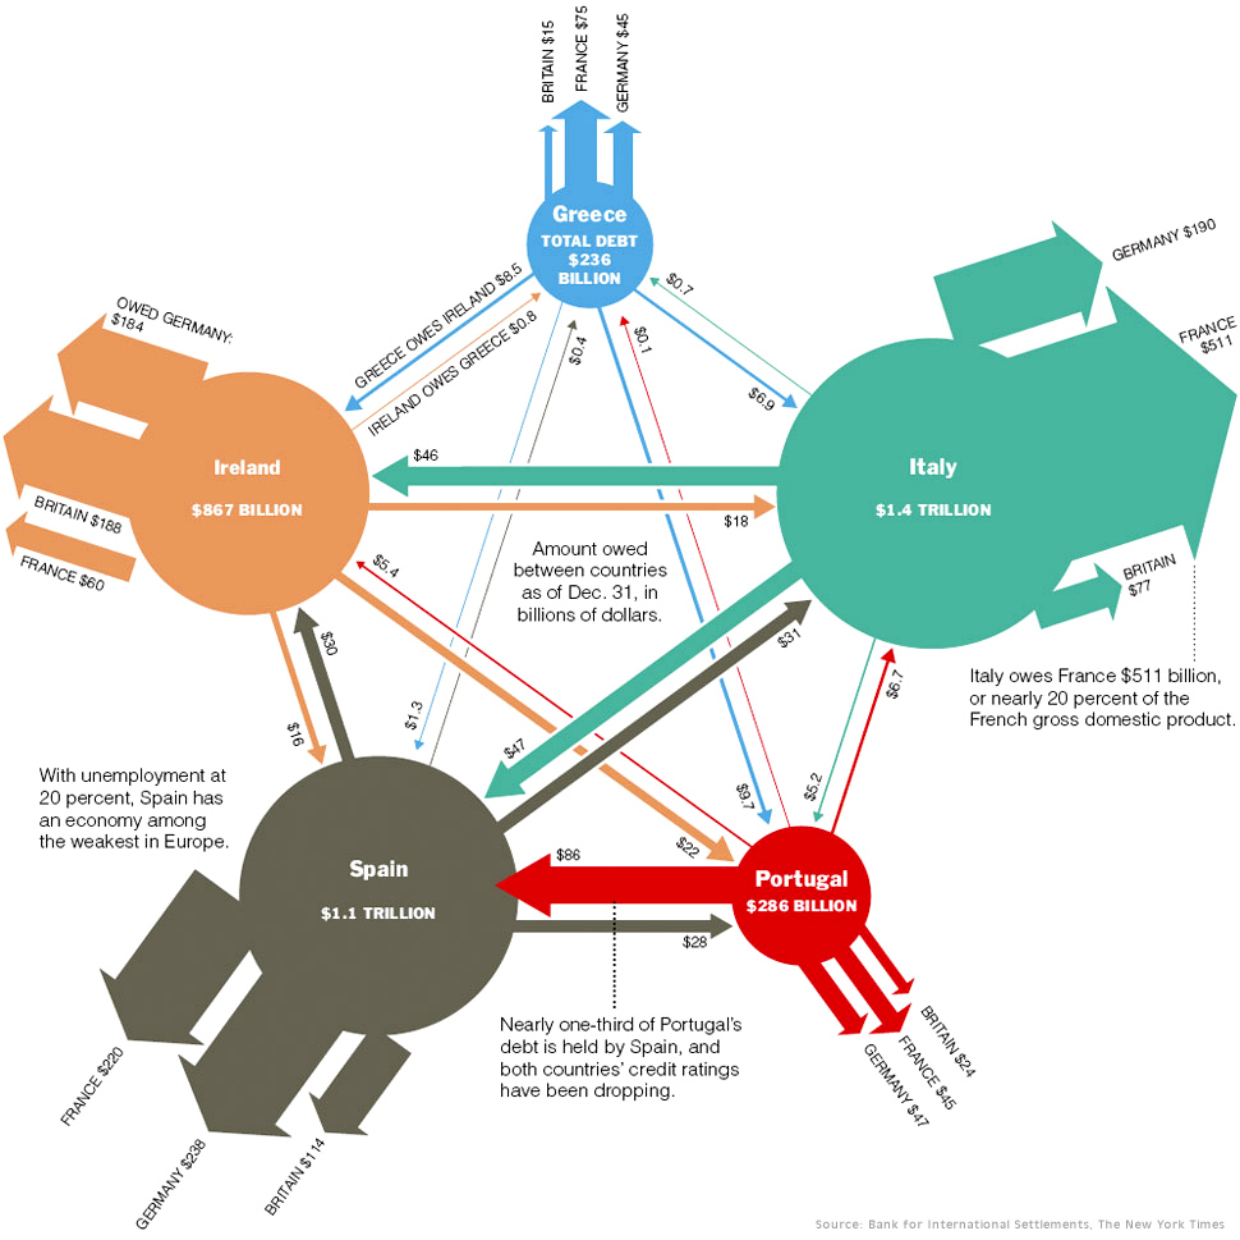 BRITAIN $15
FRANCE $75
GERMANY $45
Greece
TOTAL DEBT
$236
BILLION
GERMANY $190
FRANCE
$511
OWED GERMANY:
$184
GREECE OWES IRELAND $8.5
IRELAND OWES GREECE $0.8
$0.4
$0.1
$0.7
$6.9
Ireland
$867 BILLION
$46
$18
Italy
$1.4 TRILLION
BRITAIN $188
FRANCE $60
$5.4
Amount owed
between countries
as of Dec. 31, in
billions of dollars.
BRITAIN
$77
$30
$16
$1.3
$47
$31
$6.7
$5.2
$9.7
$22
Italy owes France $511 billion,
or nearly 20 percent of the
French gross domestic product.
With unemployment at
20 percent, Spain has
an economy among
the weakest in Europe.
Spain
$1.1 TRILLION
$86
$28
Portugal
$286 BILLION
Nearly one-third of Portugal's
debt is held by Spain, and
both countries' credit ratings
have been dropping.
BRITAIN $24
FRANCE $45
GERMANY $47
FRANCE $220
GERMANY $238
BRITAIN $114
Source: Bank for International Settlements, The New York Times